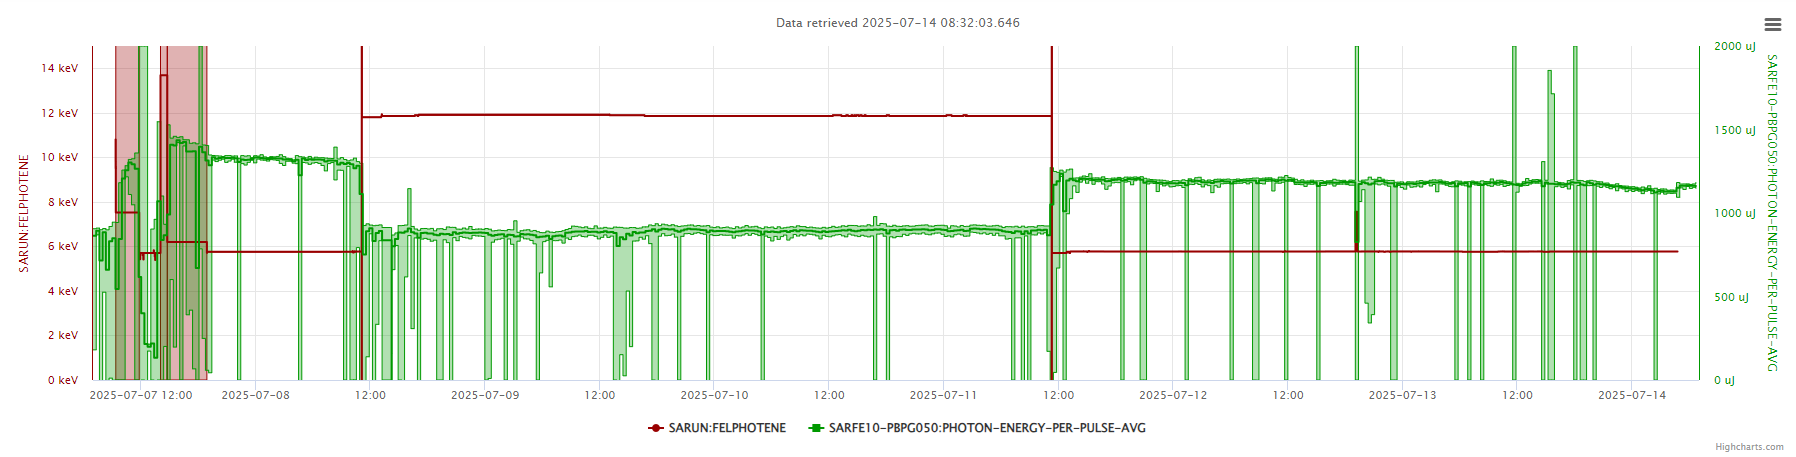 Data retrieved 2025-07-14 08:32:03.646
14 keV
12 keV
10 keV
8 keV
6 keV
4 keV
2 keV
0 keV
SARUN:FELPHOTENE
2000 uJ
1500 uJ
1000 uJ
500 uJ
0 uJ
SARFE10-PBPG050:PHOTON-ENERGY-PER-PULSE-AVG
2025-07-07 12:00 2025-07-08 12:00 2025-07-09 12:00 2025-07-10 12:00 2025-07-11 12:00 2025-07-12 12:00 2025-07-13 12:00 2025-07-14
SARUN:FELPHOTENE SARFE10-PBPG050:PHOTON-ENERGY-PER-PULSE-AVG
Highcharts.com